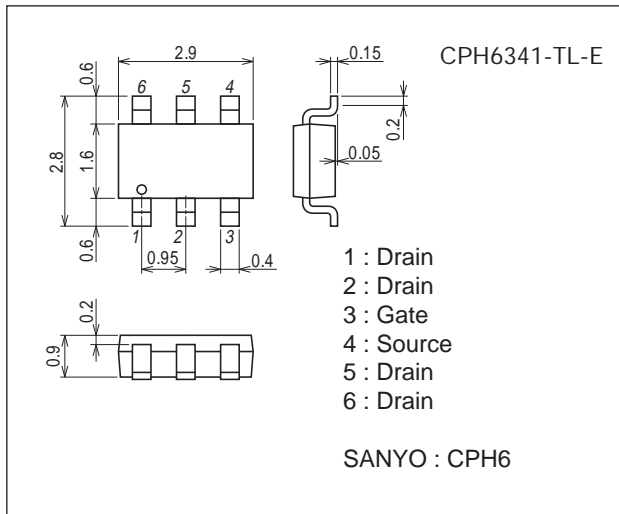 CPH6341-TL-E
2.9
0.15
0.6
6
5
4
0.2
2.8
1.6
0.05
0.6
1
2
3
0.95
0.4
1 : Drain
2 : Drain
3 : Gate
4 : Source
5 : Drain
6 : Drain
0.2
0.9
SANYO : CPH6